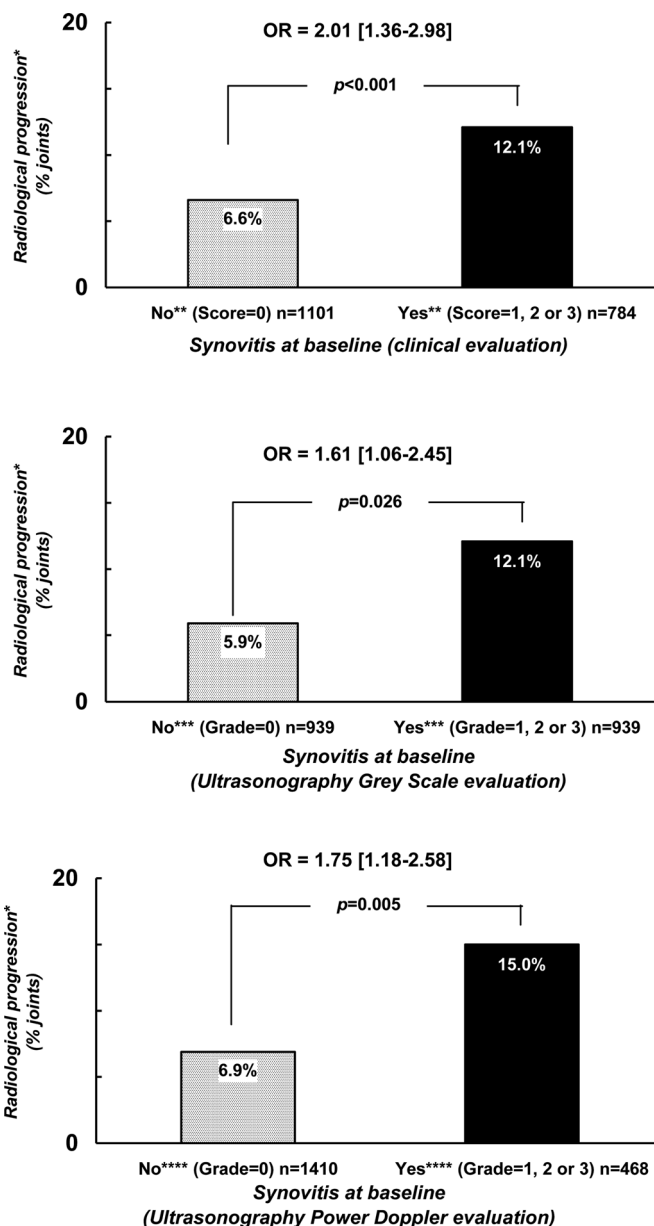 OR = 2.01 [1.36-2.98]
20
Radiological progression*
(% joints)
p<0.001
12.1%
6.6%
0
No** (Score=0) n=1101
Yes** (Score=1, 2 or 3) n=784
Synovitis at baseline (clinical evaluation)
20
OR = 1.61 [1.06-2.45]
Radiological progression*
(% joints)
p=0.026
12.1%
5.9%
0
No*** (Grade=0) n=939
Yes*** (Grade=1, 2 or 3) n=939
Synovitis at baseline
(Ultrasonography Grey Scale evaluation)
OR = 1.75 [1.18-2.58]
20
Radiological progression*
(% joints)
p=0.005
15.0%
6.9%
0
No**** (Grade=0) n=1410
Yes**** (Grade=1, 2 or 3) n=468
Synovitis at baseline
(Ultrasonography Power Doppler evaluation)